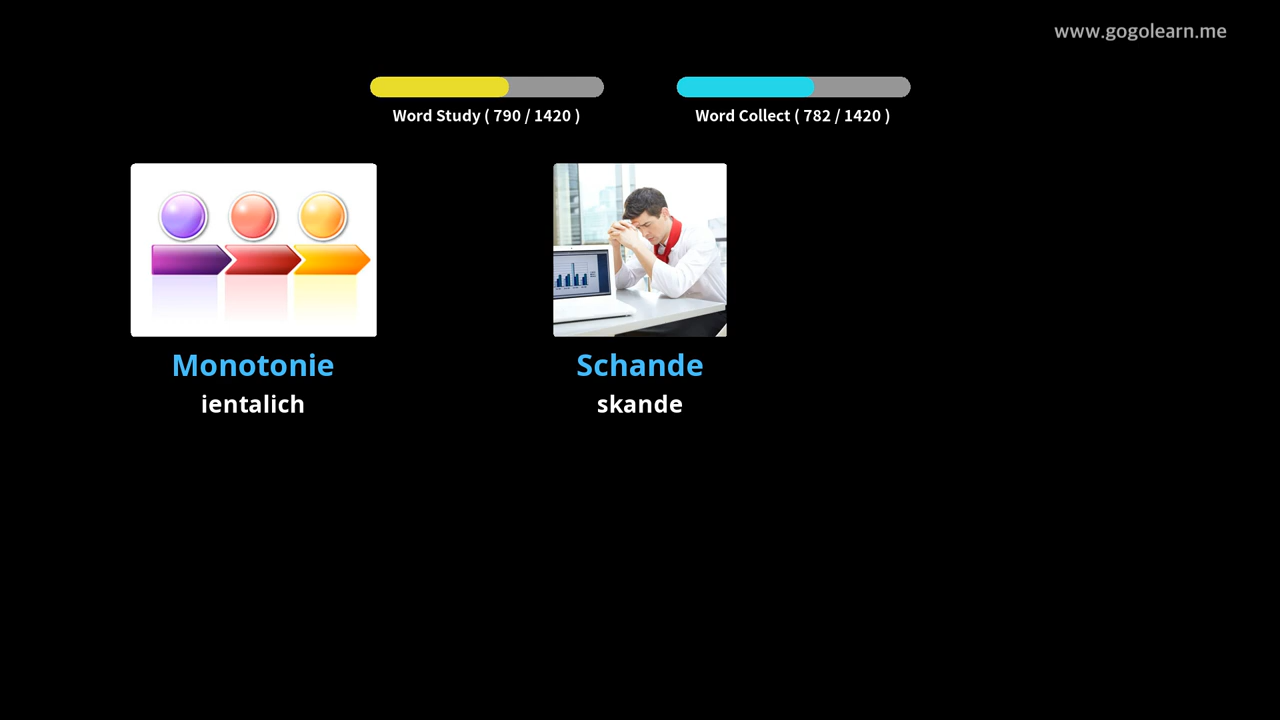 www.gogolearn.me
Word Study ( 790 / 1420 )
Word Collect ( 782 / 1420 )
Monotonie
ientalich
Schande
skande